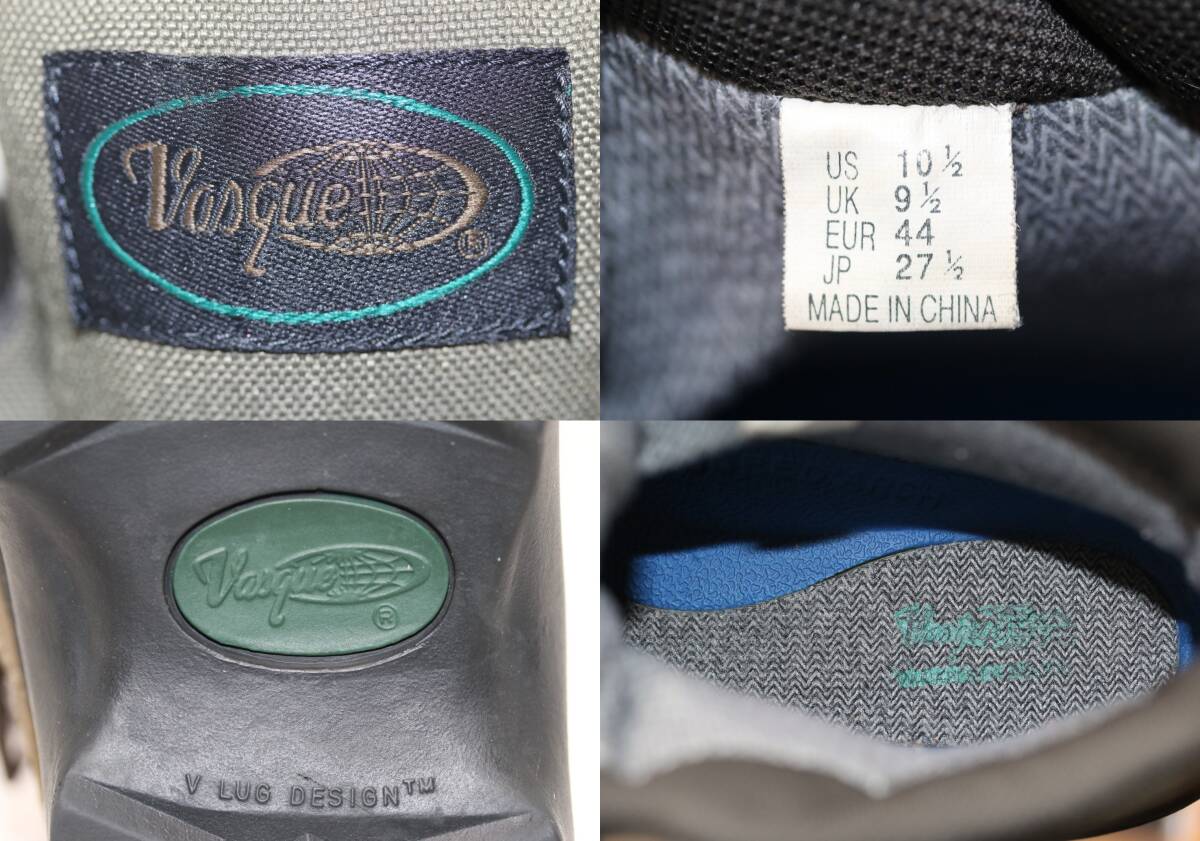 Vasque ®
US 10 ½
UK 9 ½
EUR 44
JP 27 ½
MADE IN CHINA
Vasque ®
V LUG DESIGN™
Vasque